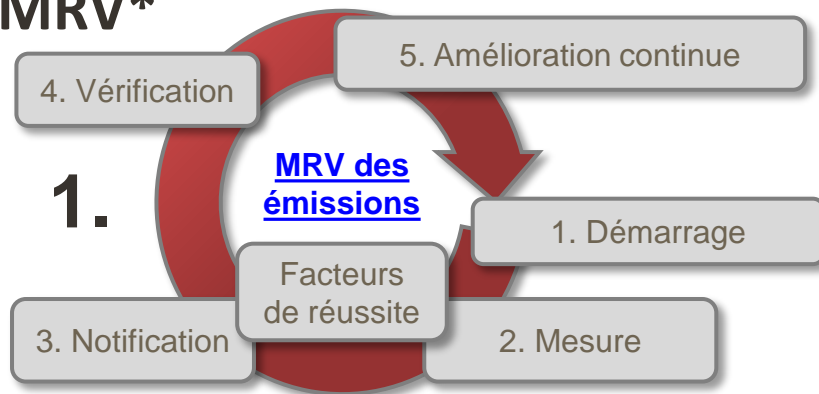 MRV*
5. Amélioration continue
4. Vérification
MRV des
émissions
1.
1. Démarrage
Facteurs
de réussite
3. Notification
2. Mesure